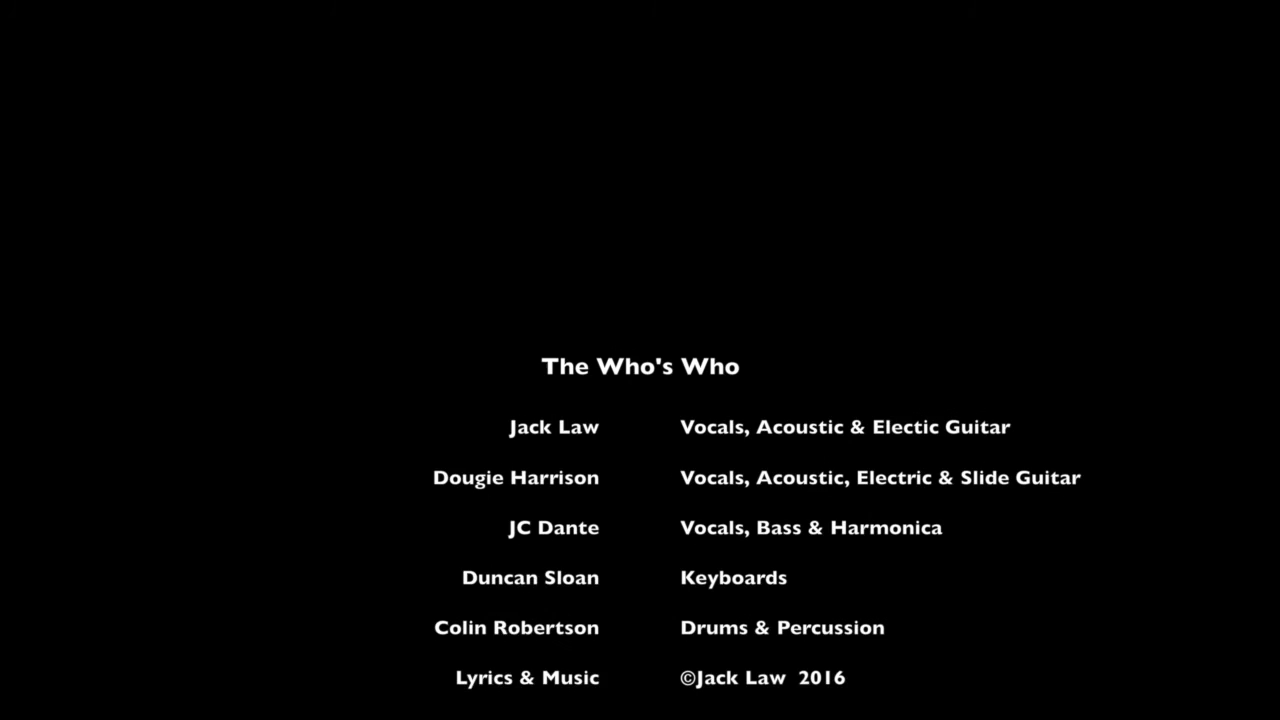 The Who's Who
Jack Law Vocals, Acoustic & Electic Guitar
Dougie Harrison Vocals, Acoustic, Electric & Slide Guitar
JC Dante Vocals, Bass & Harmonica
Duncan Sloan Keyboards
Colin Robertson Drums & Percussion
Lyrics & Music ©Jack Law 2016